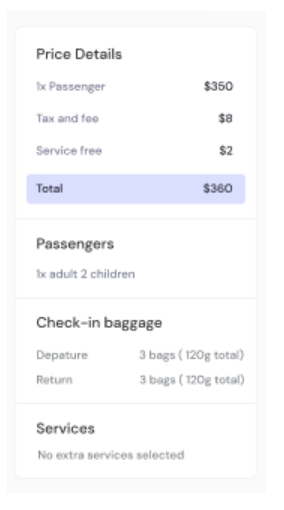 Price Details
1x Passenger $350
Tax and fee $8
Service free $2
Total $360
Passengers
1x adult 2 children
Check-in baggage
Depature 3 bags ( 120g total)
Return 3 bags ( 120g total)
Services
No extra services selected